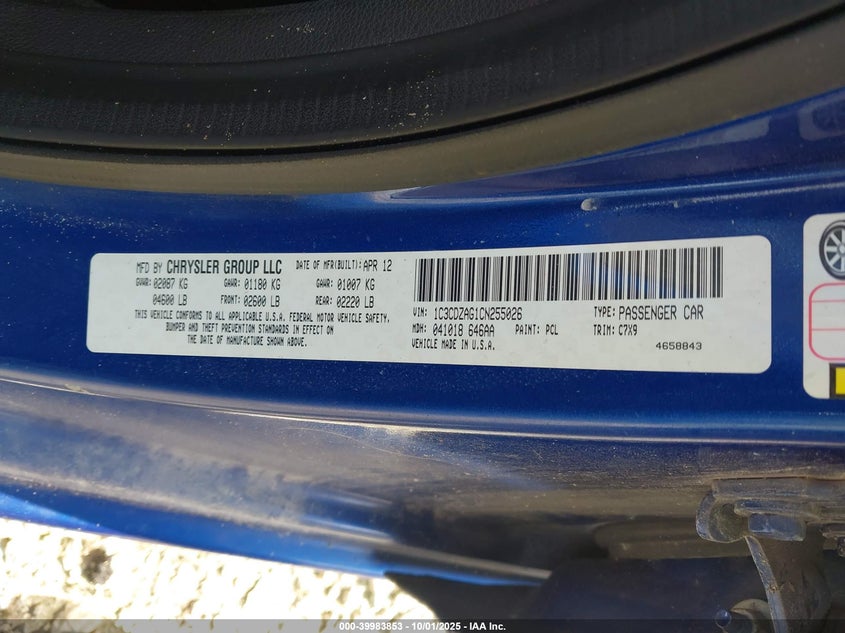 MFD BY CHRYSLER GROUP LLC DATE OF MFR(BUILT): APR 12
GVWR: 02087 KG GAWR: 01180 KG GAWR: 01007 KG
04600 LB FRONT: 02600 LB REAR: 02220 LB
THIS VEHICLE CONFORMS TO ALL APPLICABLE U.S.A. FEDERAL MOTOR VEHICLE SAFETY,
BUMPER AND THEFT PREVENTION STANDARDS IN EFFECT ON
THE DATE OF MANUFACTURE SHOWN ABOVE.
VIN: 1C3CDZAG1CN255026 TYPE: PASSENGER CAR
MDH: 041018 646AA PAINT: PCL TRIM: C7X9
VEHICLE MADE IN U.S.A. 4658843
000-39983853 | 10/01/2025 - IAA Inc.